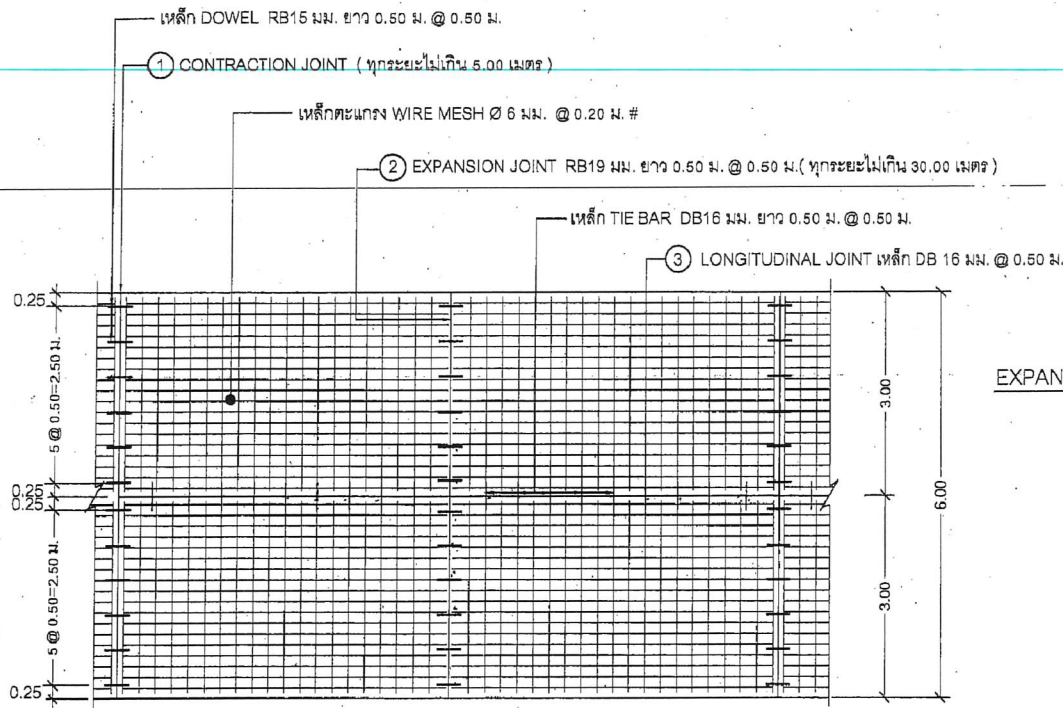 เหล็ก DOWEL RB15 มม. ยาว 0.50 ม. @ 0.50 ม.
1 CONTRACTION JOINT ( ทุกระยะไม่เกิน 5.00 เมตร )
เหล็กตะแกรง WIRE MESH Ø 6 มม. @ 0.20 ม. #
2 EXPANSION JOINT RB19 มม. ยาว 0.50 ม. @ 0.50 ม.( ทุกระยะไม่เกิน 30.00 เมตร )
เหล็ก TIE BAR DB16 มม. ยาว 0.50 ม. @ 0.50 ม.
3 LONGITUDINAL JOINT เหล็ก DB 16 มม. @ 0.50 ม.
0.25
5 @ 0.50=2.50 ม.
0.25
0.25
5 @ 0.50=2.50 ม.
0.25
3.00
3.00
6.00
EXPAN